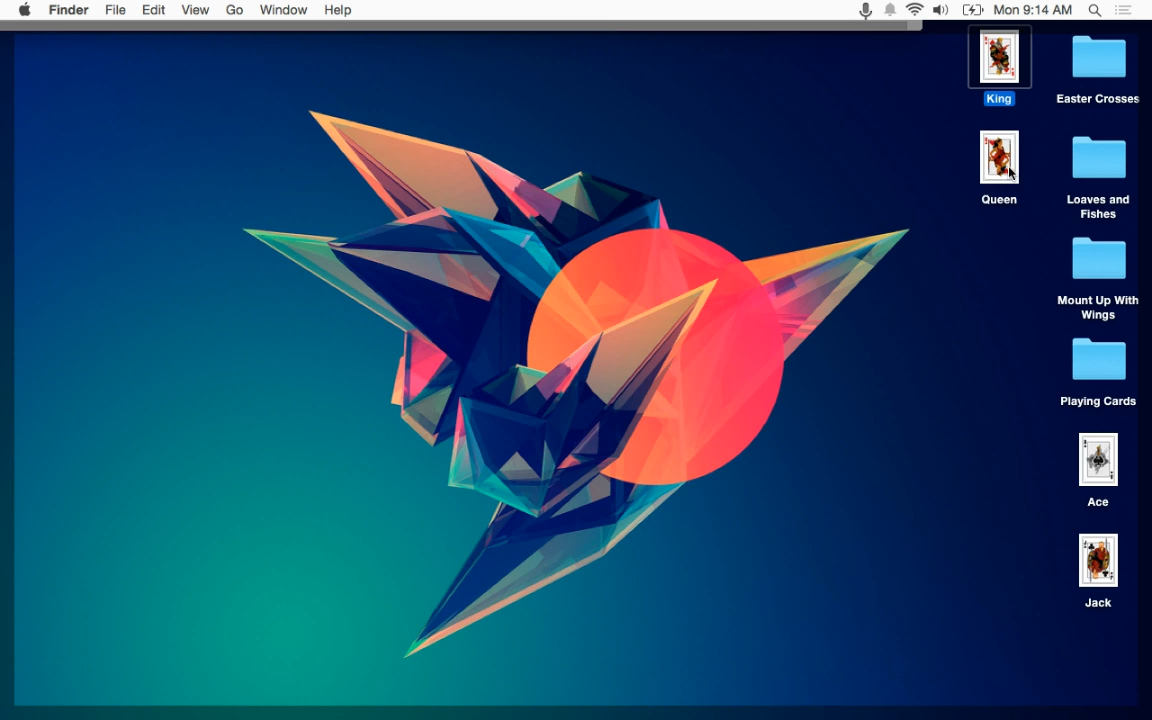 Finder File Edit View Go Window Help Mon 9:14 AM
King
Easter Crosses
Queen
Loaves and
Fishes
Mount Up With
Wings
Playing Cards
Ace
Jack